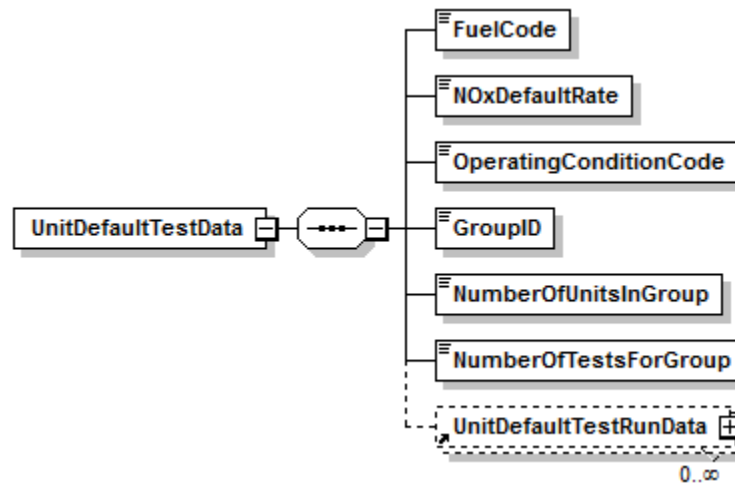 FuelCode
NOxDefaultRate
OperatingConditionCode
UnitDefaultTestData
GroupID
NumberOfUnitsInGroup
NumberOfTestsForGroup
UnitDefaultTestRunData
0..∞